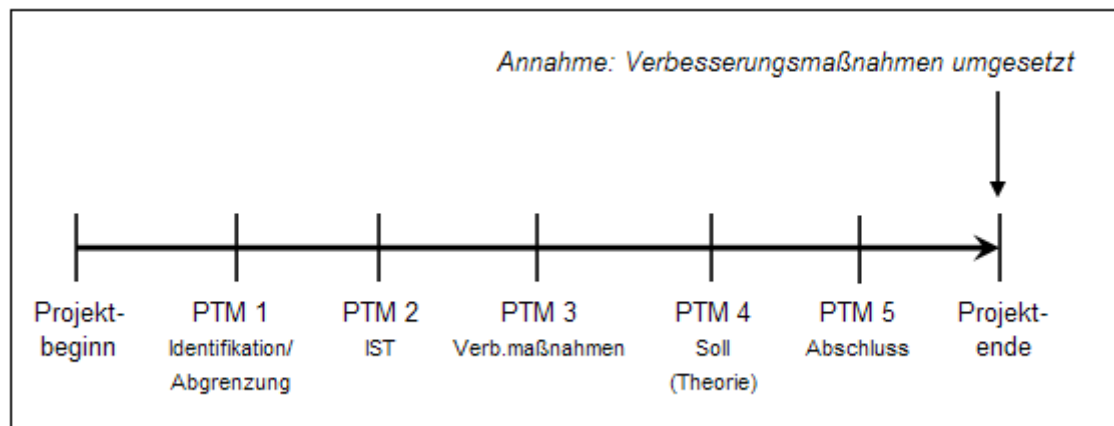 Annahme: Verbesserungsmaßnahmen umgesetzt
Projekt-
beginn
PTM 1
Identifikation/
Abgrenzung
PTM 2
IST
PTM 3
Verb.maßnahmen
PTM 4
Soll
(Theorie)
PTM 5
Abschluss
Projekt-
ende